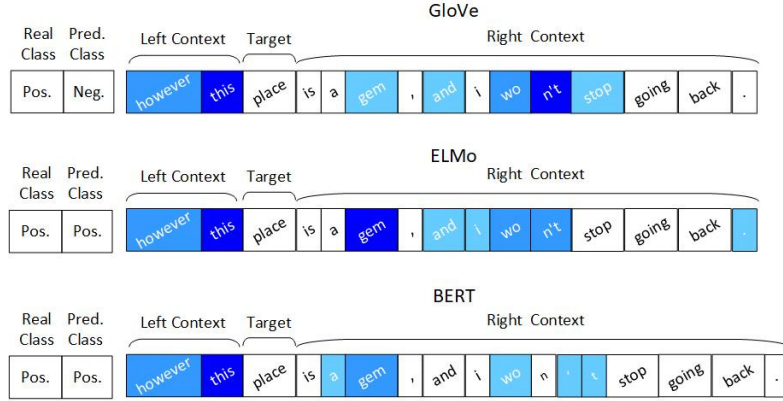 GloVe
Real Pred.
Class Class Left Context Target Right Context
Pos. Neg. however this place is a gem , and i wo n't stop going back .
ELMo
Real Pred.
Class Class Left Context Target Right Context
Pos. Pos. however this place is a gem , and i wo n't stop going back .
BERT
Real Pred.
Class Class Left Context Target Right Context
Pos. Pos. however this place is a gem , and i wo n ' t stop going back .